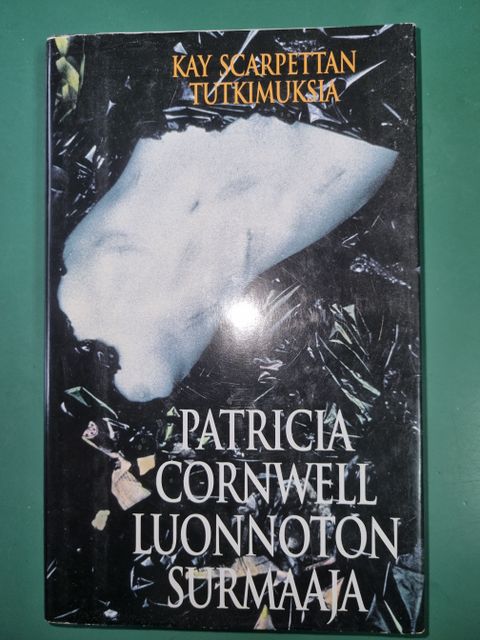 KAY SCARPETTAN
TUTKIMUKSIA
PATRICIA
CORNWELL
LUONNOTON
SURMAAJA